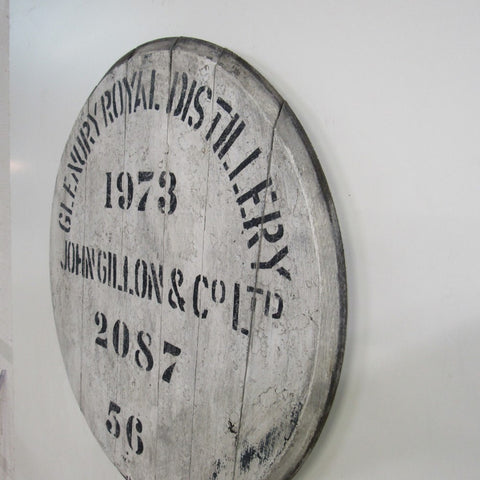 GLENURY ROYAL DISTILLERY
1973
JOHN GILLON & Co LTD
2087
56